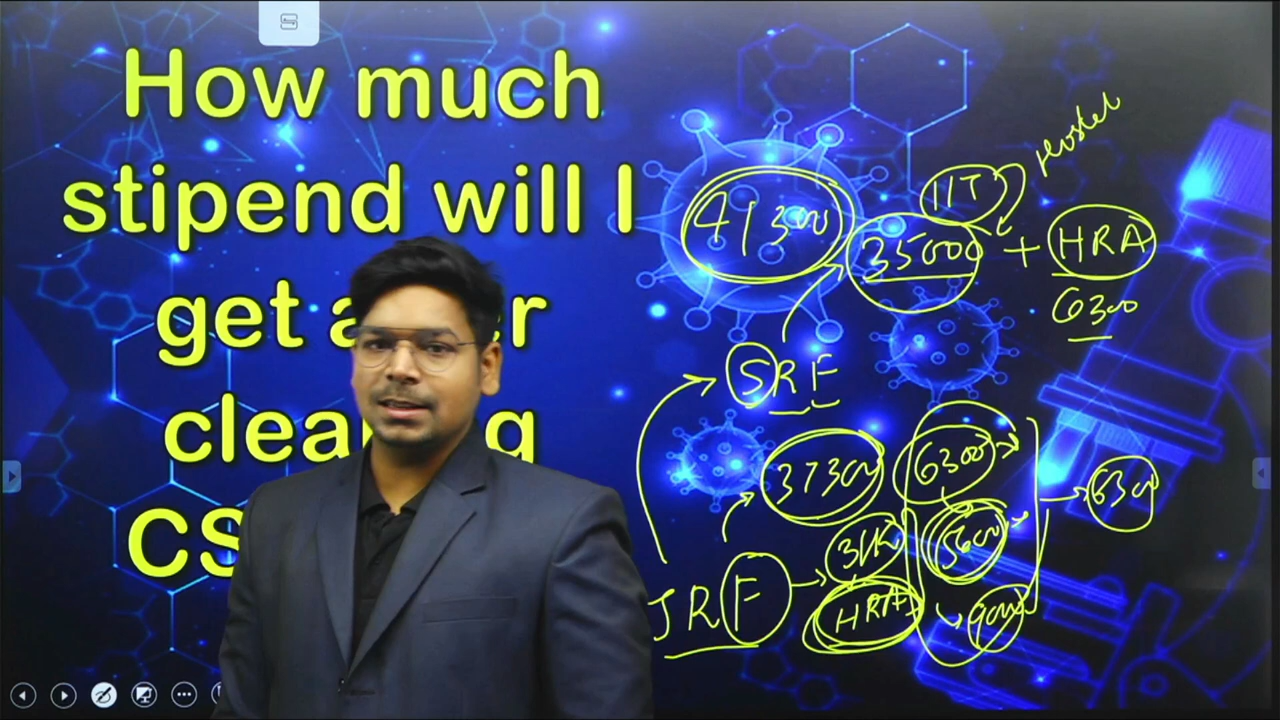 How much
stipend will I
get a er
clea g
CS
Hostel
IIT
41300
35000 + HRA
6300
SRF
37300
6300
6300
31K
5600
JRF
HRA
9000